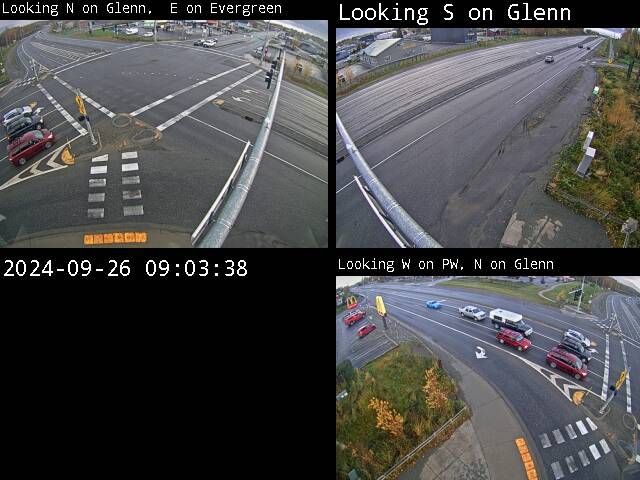 Looking N on Glenn,  E on Evergreen
Looking S on Glenn
2024-09-26 09:03:38
Looking W on PW, N on Glenn